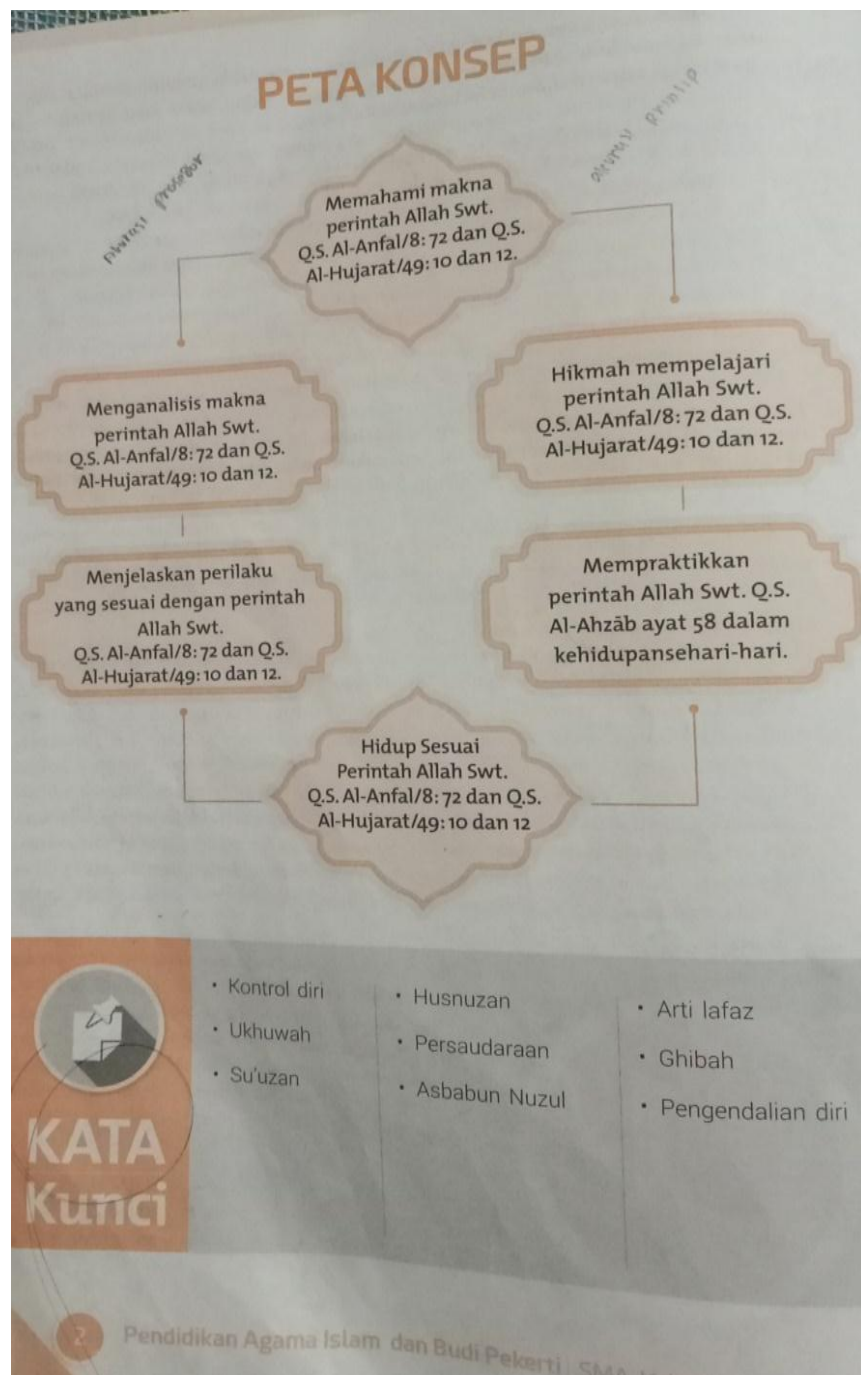 PETA KONSEP
akurasi prosedur
akurasi prinsip
Memahami makna
perintah Allah Swt.
Q.S. Al-Anfal/8: 72 dan Q.S.
Al-Hujarat/49: 10 dan 12.
Menganalisis makna
perintah Allah Swt.
Q.S. Al-Anfal/8: 72 dan Q.S.
Al-Hujarat/49: 10 dan 12.
Menjelaskan perilaku
yang sesuai dengan perintah
Allah Swt.
Q.S. Al-Anfal/8: 72 dan Q.S.
Al-Hujarat/49: 10 dan 12.
Hikmah mempelajari
perintah Allah Swt.
Q.S. Al-Anfal/8: 72 dan Q.S.
Al-Hujarat/49: 10 dan 12.
Mempraktikkan
perintah Allah Swt. Q.S.
Al-Ahzāb ayat 58 dalam
kehidupansehari-hari.
Hidup Sesuai
Perintah Allah Swt.
Q.S. Al-Anfal/8: 72 dan Q.S.
Al-Hujarat/49: 10 dan 12
KATA
Kunci
• Kontrol diri
• Ukhuwah
• Su'uzan
• Husnuzan
• Persaudaraan
• Asbabun Nuzul
• Arti lafaz
• Ghibah
• Pengendalian diri
2 Pendidikan Agama Islam dan Budi Pekerti | SMA